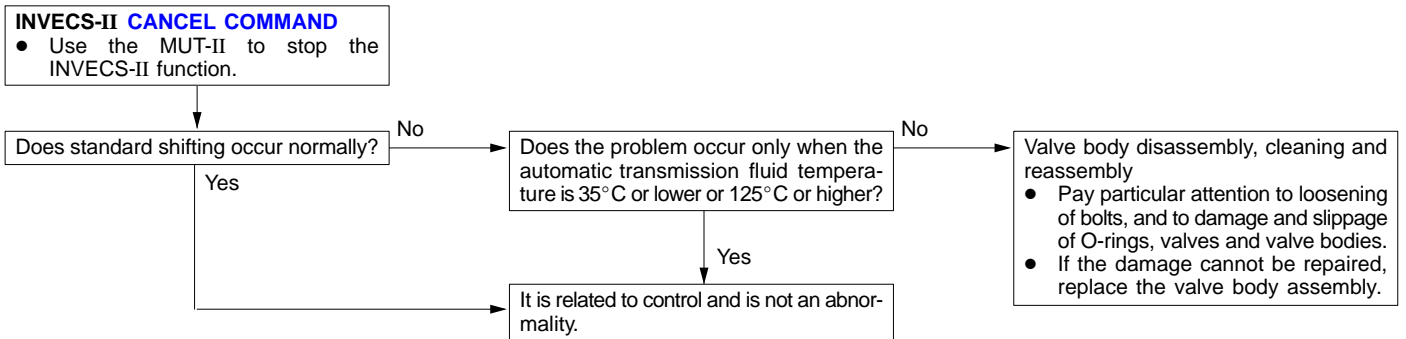 INVECS-II CANCEL COMMAND
● Use the MUT-II to stop the
INVECS-II function.
Does standard shifting occur normally?
No
Yes
Does the problem occur only when the
automatic transmission fluid tempera-
ture is 35°C or lower or 125°C or higher?
No
Yes
Valve body disassembly, cleaning and
reassembly
● Pay particular attention to loosening
of bolts, and to damage and slippage
of O-rings, valves and valve bodies.
● If the damage cannot be repaired,
replace the valve body assembly.
It is related to control and is not an abnor-
mality.